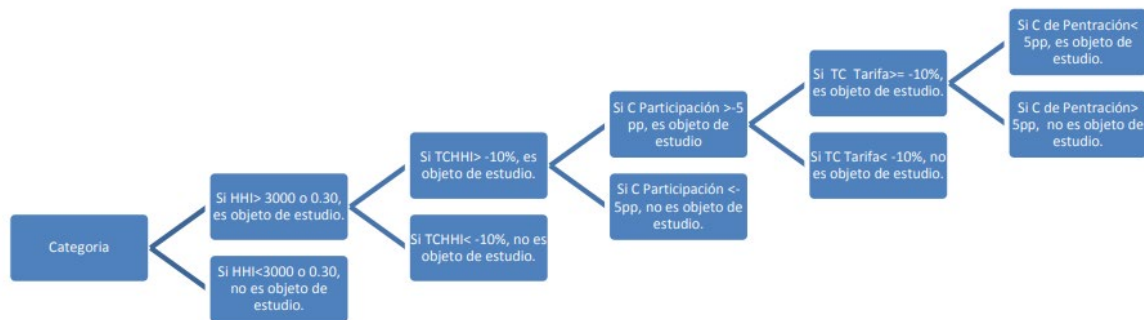 Categoria
Si HHI> 3000 o 0.30,
es objeto de estudio.
Si HHI<3000 o 0.30,
no es objeto de
estudio.
Si TCHHI> -10%, es
objeto de estudio.
Si TCHHI< -10%, no es
objeto de estudio.
Si C Participación >-5
pp, es objeto de
estudio
Si C Participación <-
5pp, no es objeto de
estudio.
Si TC Tarifa>= -10%,
es objeto de estudio.
Si TC Tarifa< -10%, no
es objeto de estudio.
Si C de Pentración<
5pp, es objeto de
estudio.
Si C de Pentración>
5pp, no es objeto de
estudio.